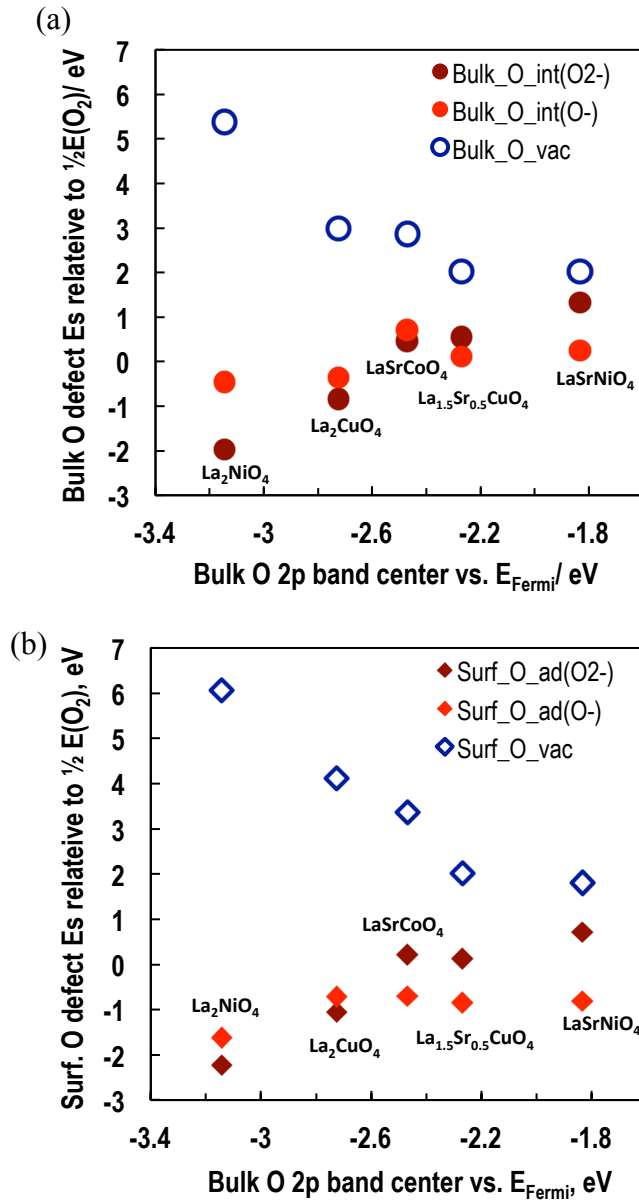 (a)
Bulk O defect Es relateive to ½E(O₂)/ eV
7
6
5
4
3
2
1
0
-1
-2
-3
Bulk_O_int(O2-)
Bulk_O_int(O-)
Bulk_O_vac
LaSrCoO₄
LaSrNiO₄
La₁.₅Sr₀.₅CuO₄
La₂CuO₄
La₂NiO₄
-3.4 -3 -2.6 -2.2 -1.8
Bulk O 2p band center vs. E_Fermi/ eV
(b)
Surf. O defect Es relateive to ½ E(O₂), eV
7
6
5
4
3
2
1
0
-1
-2
-3
Surf_O_ad(O2-)
Surf_O_ad(O-)
Surf_O_vac
LaSrCoO₄
La₂NiO₄
La₂CuO₄
La₁.₅Sr₀.₅CuO₄
LaSrNiO₄
-3.4 -3 -2.6 -2.2 -1.8
Bulk O 2p band center vs. E_Fermi, eV